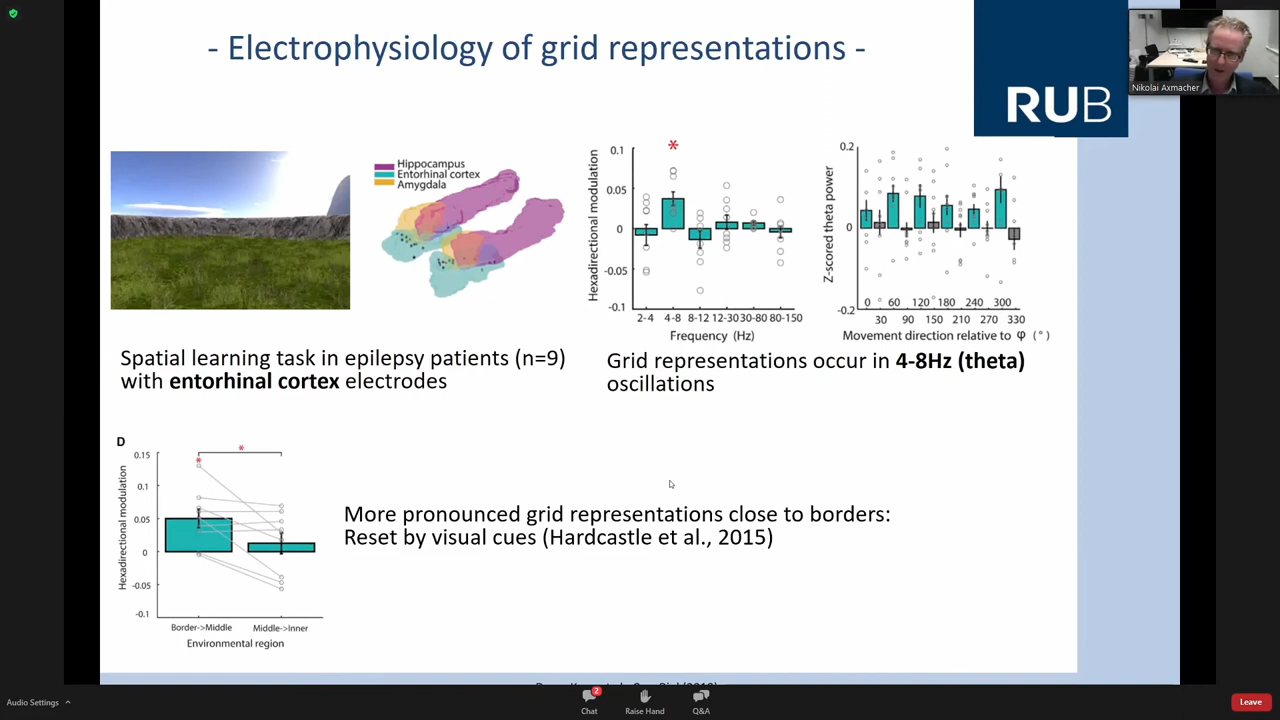 - Electrophysiology of grid representations -
RUB
Nikolai Axmacher
Hippocampus
Entorhinal cortex
Amygdala
Hexadirectional modulation
0.1
0.05
0
-0.05
-0.1
*
2-4 4-8 8-12 12-30 30-80 80-150
Frequency (Hz)
Z-scored theta power
0.2
0
-0.2
0 60 120 180 240 300
30 90 150 210 270 330
Movement direction relative to φ (°)
Spatial learning task in epilepsy patients (n=9)
with entorhinal cortex electrodes
Grid representations occur in 4-8Hz (theta)
oscillations
D
Hexadirectional modulation
0.15
0.1
0.05
0
-0.05
-0.1
*
*
Border->Middle Middle->Inner
Environmental region
More pronounced grid representations close to borders:
Reset by visual cues (Hardcastle et al., 2015)
Audio Settings
2
Chat
Raise Hand
Q&A
Leave